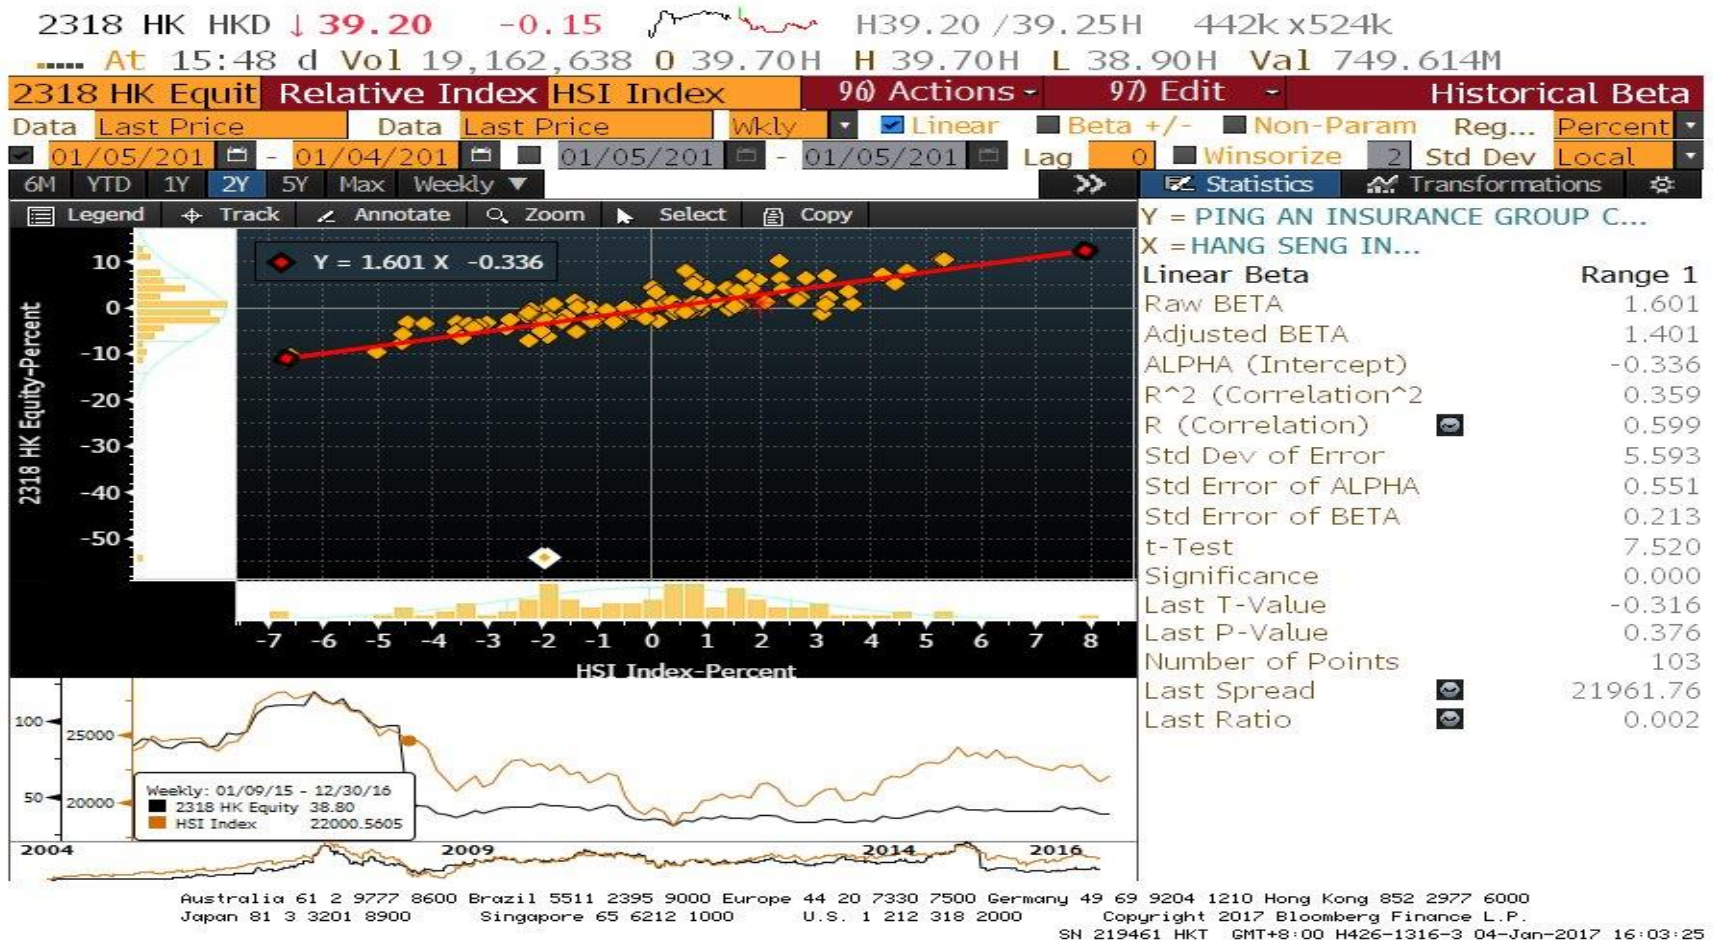 2318 HK HKD ↓ 39.20 -0.15 H39.20 /39.25H 442k x524k
At 15:48 d Vol 19,162,638 O 39.70H H 39.70H L 38.90H Val 749.614M
2318 HK Equit Relative Index HSI Index 96) Actions 97) Edit Historical Beta
Data Last Price Data Last Price Wkly Linear Beta +/- Non-Param Reg... Percent
01/05/201 - 01/04/201 01/05/201 - 01/05/201 Lag 0 Winsorize 2 Std Dev Local
6M YTD 1Y 2Y 5Y Max Weekly ▼ >> Statistics Transformations
Legend Track Annotate Zoom Select Copy
Y = PING AN INSURANCE GROUP C...
X =HANG SENG IN...
Linear Beta Range 1
Raw BETA 1.601
Adjusted BETA 1.401
ALPHA (Intercept) -0.336
R^2 (Correlation^2 0.359
R (Correlation) 0.599
Std Dev of Error 5.593
Std Error of ALPHA 0.551
Std Error of BETA 0.213
t-Test 7.520
Significance 0.000
Last T-Value -0.316
Last P-Value 0.376
Number of Points 103
Last Spread 21961.76
Last Ratio 0.002
Y = 1.601 X -0.336
2318 HK Equity-Percent
10
0
-10
-20
-30
-40
-50
-7 -6 -5 -4 -3 -2 -1 0 1 2 3 4 5 6 7 8
HSI Index-Percent
100
50
25000
20000
Weekly: 01/09/15 - 12/30/16
2318 HK Equity 38.80
HSI Index 22000.5605
2004 2009 2014 2016
Australia 61 2 9777 8600 Brazil 5511 2395 9000 Europe 44 20 7330 7500 Germany 49 69 9204 1210 Hong Kong 852 2977 6000
Japan 81 3 3201 8900 Singapore 65 6212 1000 U.S. 1 212 318 2000 Copyright 2017 Bloomberg Finance L.P.
SN 219461 HKT GMT+8:00 H426-1316-3 04-Jan-2017 16:03:25